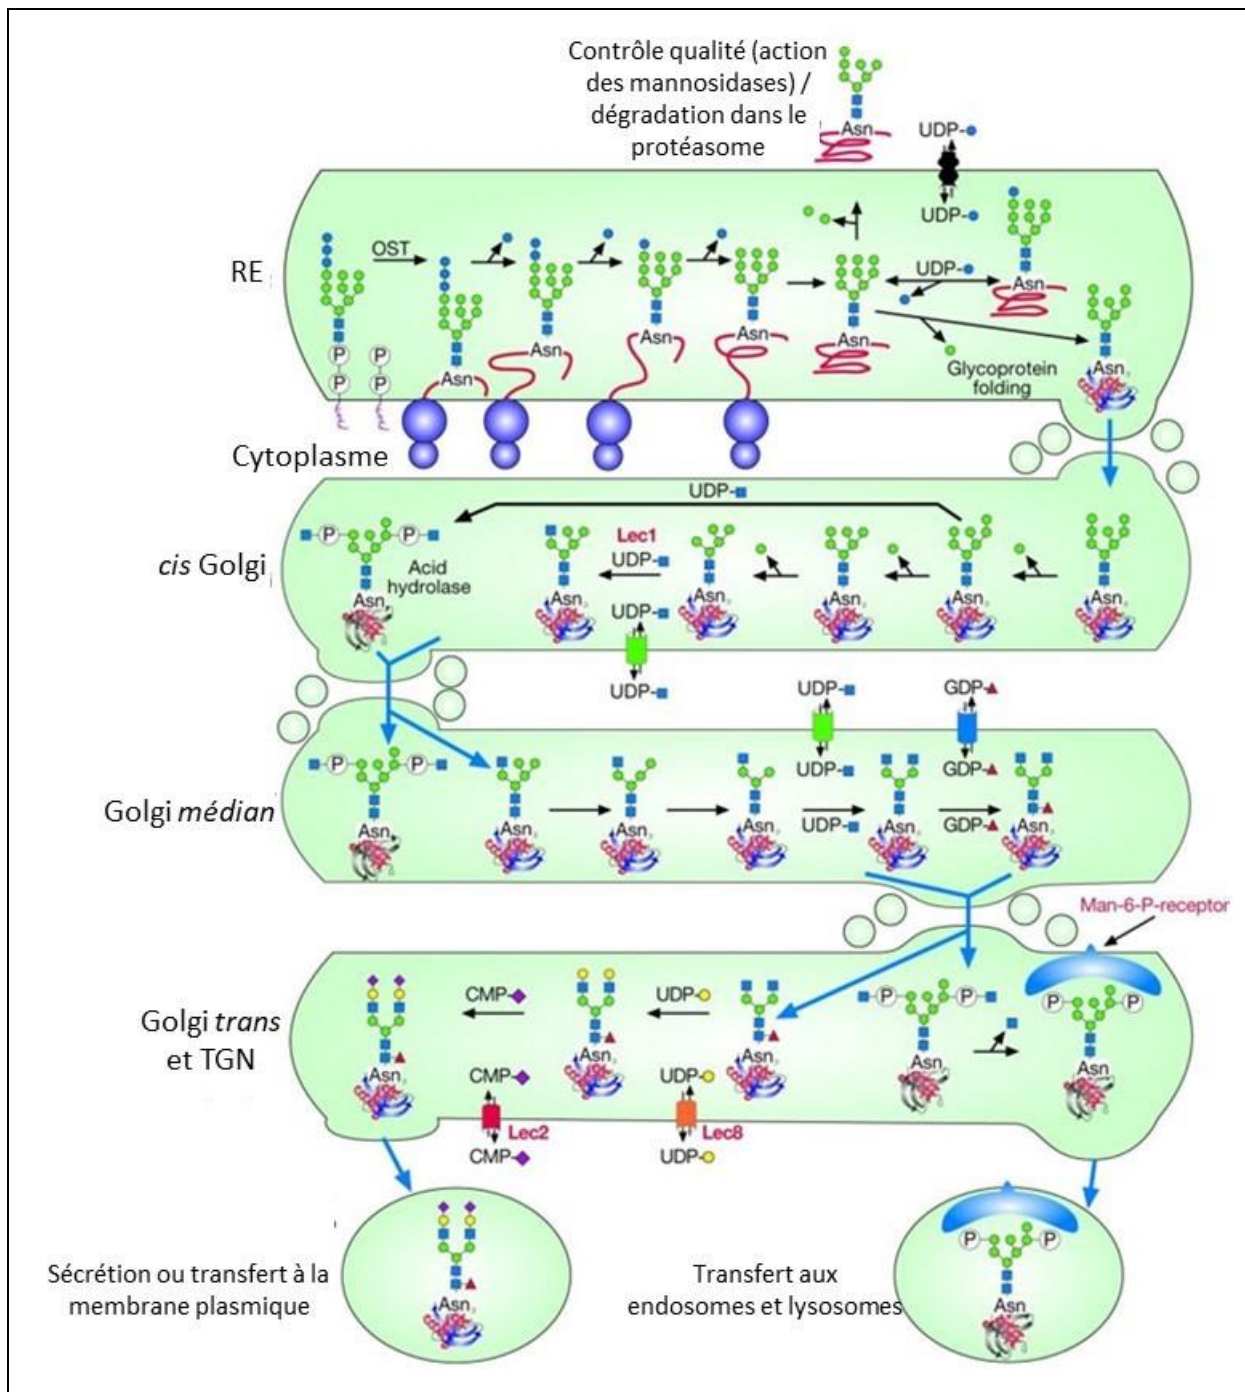 Contrôle qualité (action
des mannosidases) /
dégradation dans le
protéasome
Asn
UDP-
UDP-
RE
OST
UDP-
Asn
Asn
Asn
Asn
Asn
Asn
Asn
P
P
P
P
Glycoprotein
folding
Cytoplasme
UDP-
cis Golgi
P
P
Acid
hydrolase
Lec1
UDP-
UDP-
UDP-
Asn
Asn
Asn
Asn
Asn
Asn
UDP-
GDP-
UDP-
GDP-
UDP-
GDP-
Golgi médian
P
P
Asn
Asn
Asn
Asn
Asn
Asn
Man-6-P-receptor
Golgi trans
et TGN
CMP-
UDP-
P
P
P
P
Asn
Asn
Asn
Asn
Asn
CMP-
UDP-
Lec2
Lec8
CMP-
UDP-
Sécrétion ou transfert à la
membrane plasmique
Asn
Transfert aux
endosomes et lysosomes
P
P
Asn